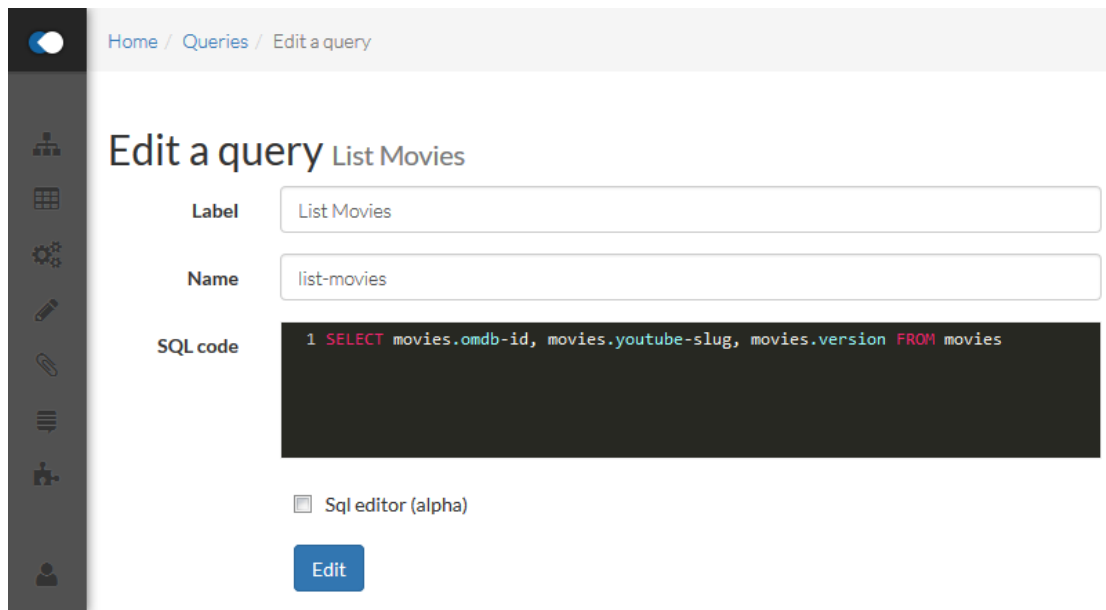 Home / Queries / Edit a query
Edit a query List Movies
Label List Movies
Name list-movies
SQL code 1 SELECT movies.omdb-id, movies.youtube-slug, movies.version FROM movies
Sql editor (alpha)
Edit